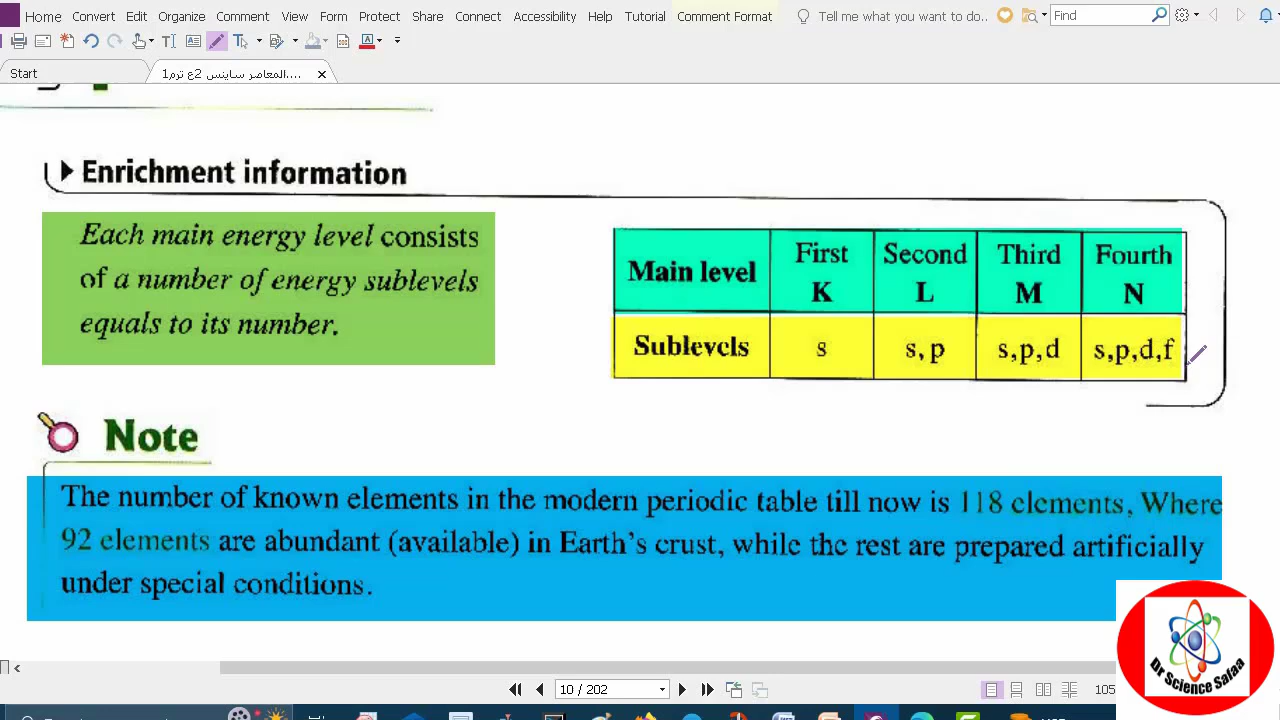 Home Convert Edit Organize Comment View Form Protect Share Connect Accessibility Help Tutorial Comment Format Tell me what you want to do.. Find
Start
المعاصر ساينس 2ع ترم1....
Enrichment information
Each main energy level consists
of a number of energy sublevels
equals to its number.
Main level First K Second L Third M Fourth N
Sublevels s s, p s,p,d s,p,d,f
Note
The number of known elements in the modern periodic table till now is 118 elements, Where
92 elements are abundant (available) in Earth's crust, while the rest are prepared artificially
under special conditions.
Dr Science Safaa
10 / 202
105